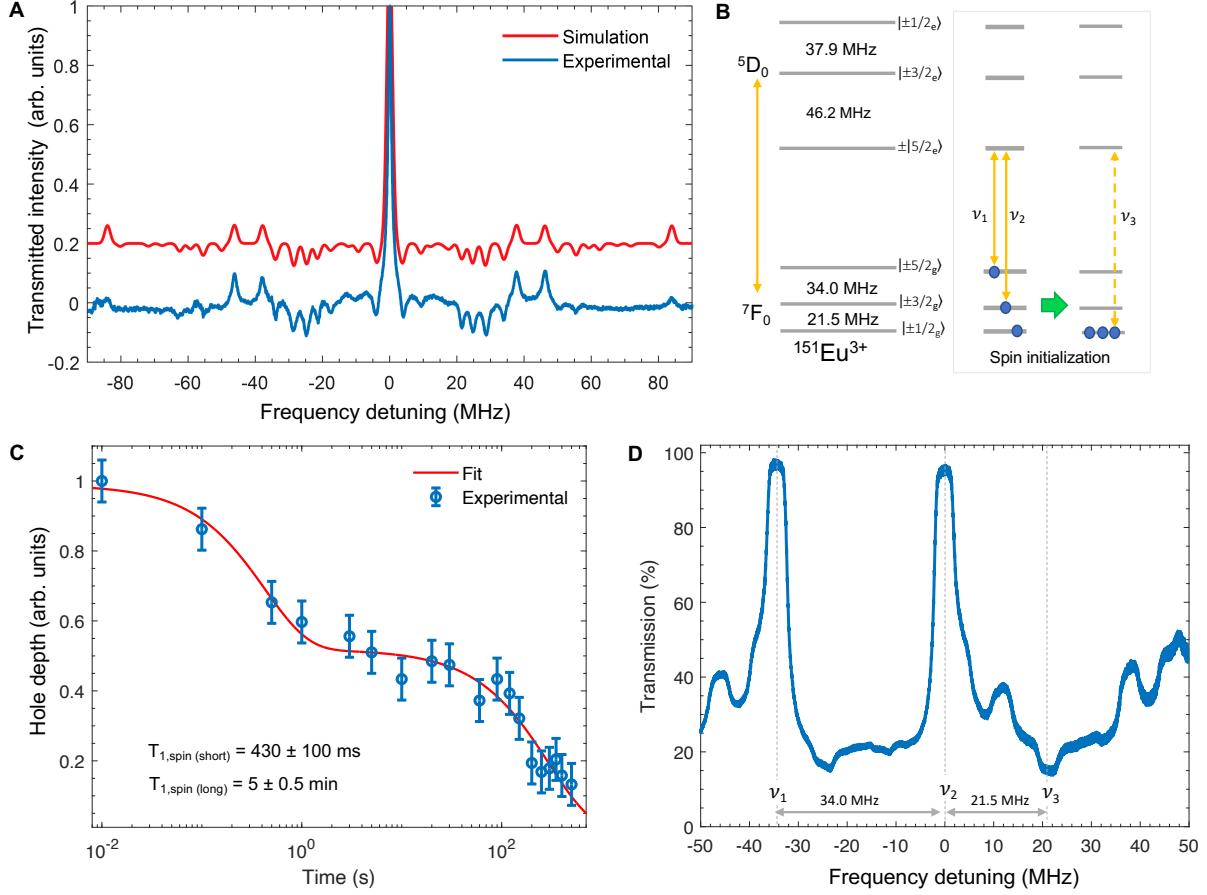 A
Transmitted intensity (arb. units)
1
0.8
0.6
0.4
0.2
0
-0.2
Simulation
Experimental
-80 -60 -40 -20 0 20 40 60 80
Frequency detuning (MHz)
B
|±1/2e⟩
37.9 MHz
⁵D₀
|±3/2e⟩
46.2 MHz
±|5/2e⟩
ν₁ ν₂ ν₃
|±5/2g⟩
34.0 MHz
⁷F₀
|±3/2g⟩
21.5 MHz
|±1/2g⟩
¹⁵¹Eu³⁺
Spin initialization
C
Hole depth (arb. units)
1
0.8
0.6
0.4
0.2
Fit
Experimental
T1,spin (short) = 430 ± 100 ms
T1,spin (long) = 5 ± 0.5 min
10⁻² 10⁰ 10²
Time (s)
D
Transmission (%)
100
80
60
40
20
0
ν₁ ν₂ ν₃
34.0 MHz 21.5 MHz
-50 -40 -30 -20 -10 0 10 20 30 40 50
Frequency detuning (MHz)